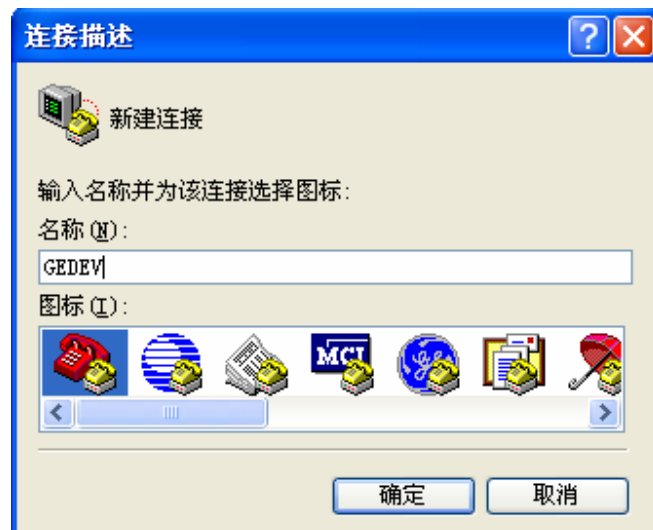 连接描述
新建连接
输入名称并为该连接选择图标:
名称(N):
GEDEV
图标(I):
MCI
确定
取消